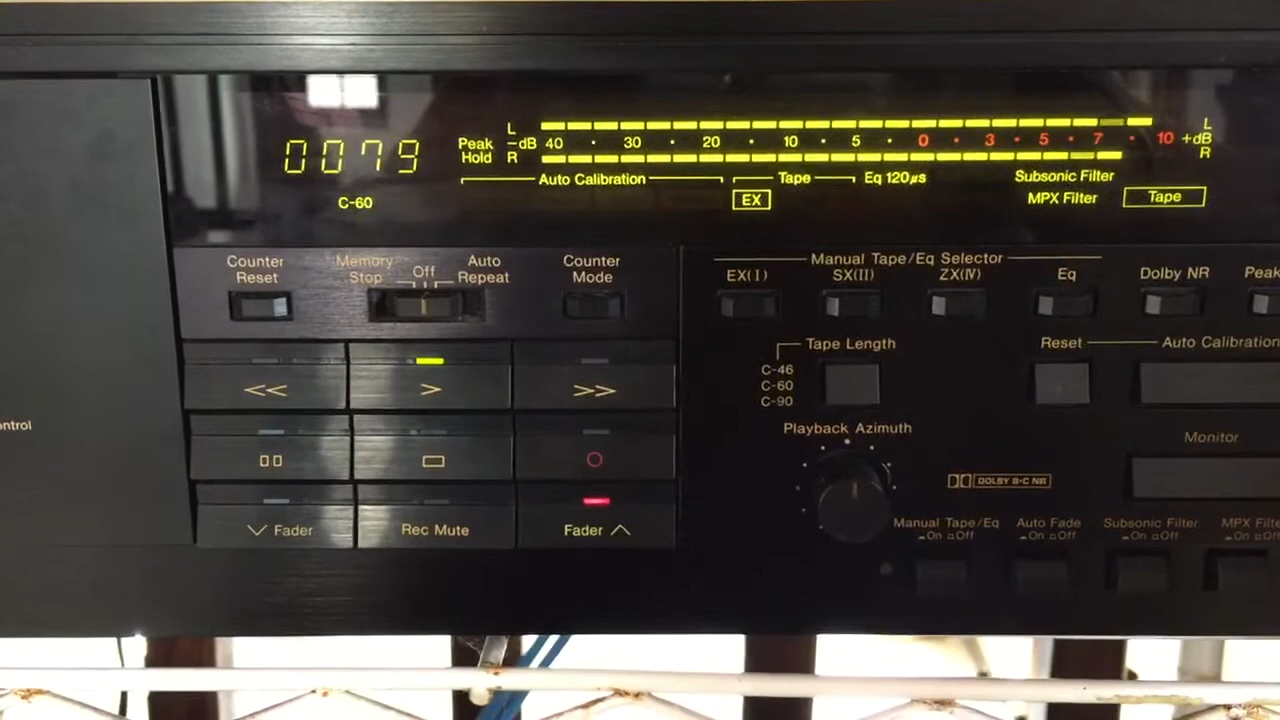 L
Peak -dB 40 · 30 · 20 · 10 · 5 · 0 · 3 · 5 · 7 · 10 +dB L
Hold R R
0079
Auto Calibration Tape Eq 120µs Subsonic Filter
C-60 EX MPX Filter Tape
Counter Reset
Memory Stop Off Auto Repeat
Counter Mode
Manual Tape/Eq Selector
EX(I) SX(II) ZX(IV) Eq Dolby NR Peak
Tape Length
C-46
C-60
C-90
Reset Auto Calibration
<< > >>
ontrol
Playback Azimuth
Monitor
DOLBY B-C NR
Fader Rec Mute Fader
Manual Tape/Eq Auto Fade Subsonic Filter MPX Filte
On Off On Off On Off On Off